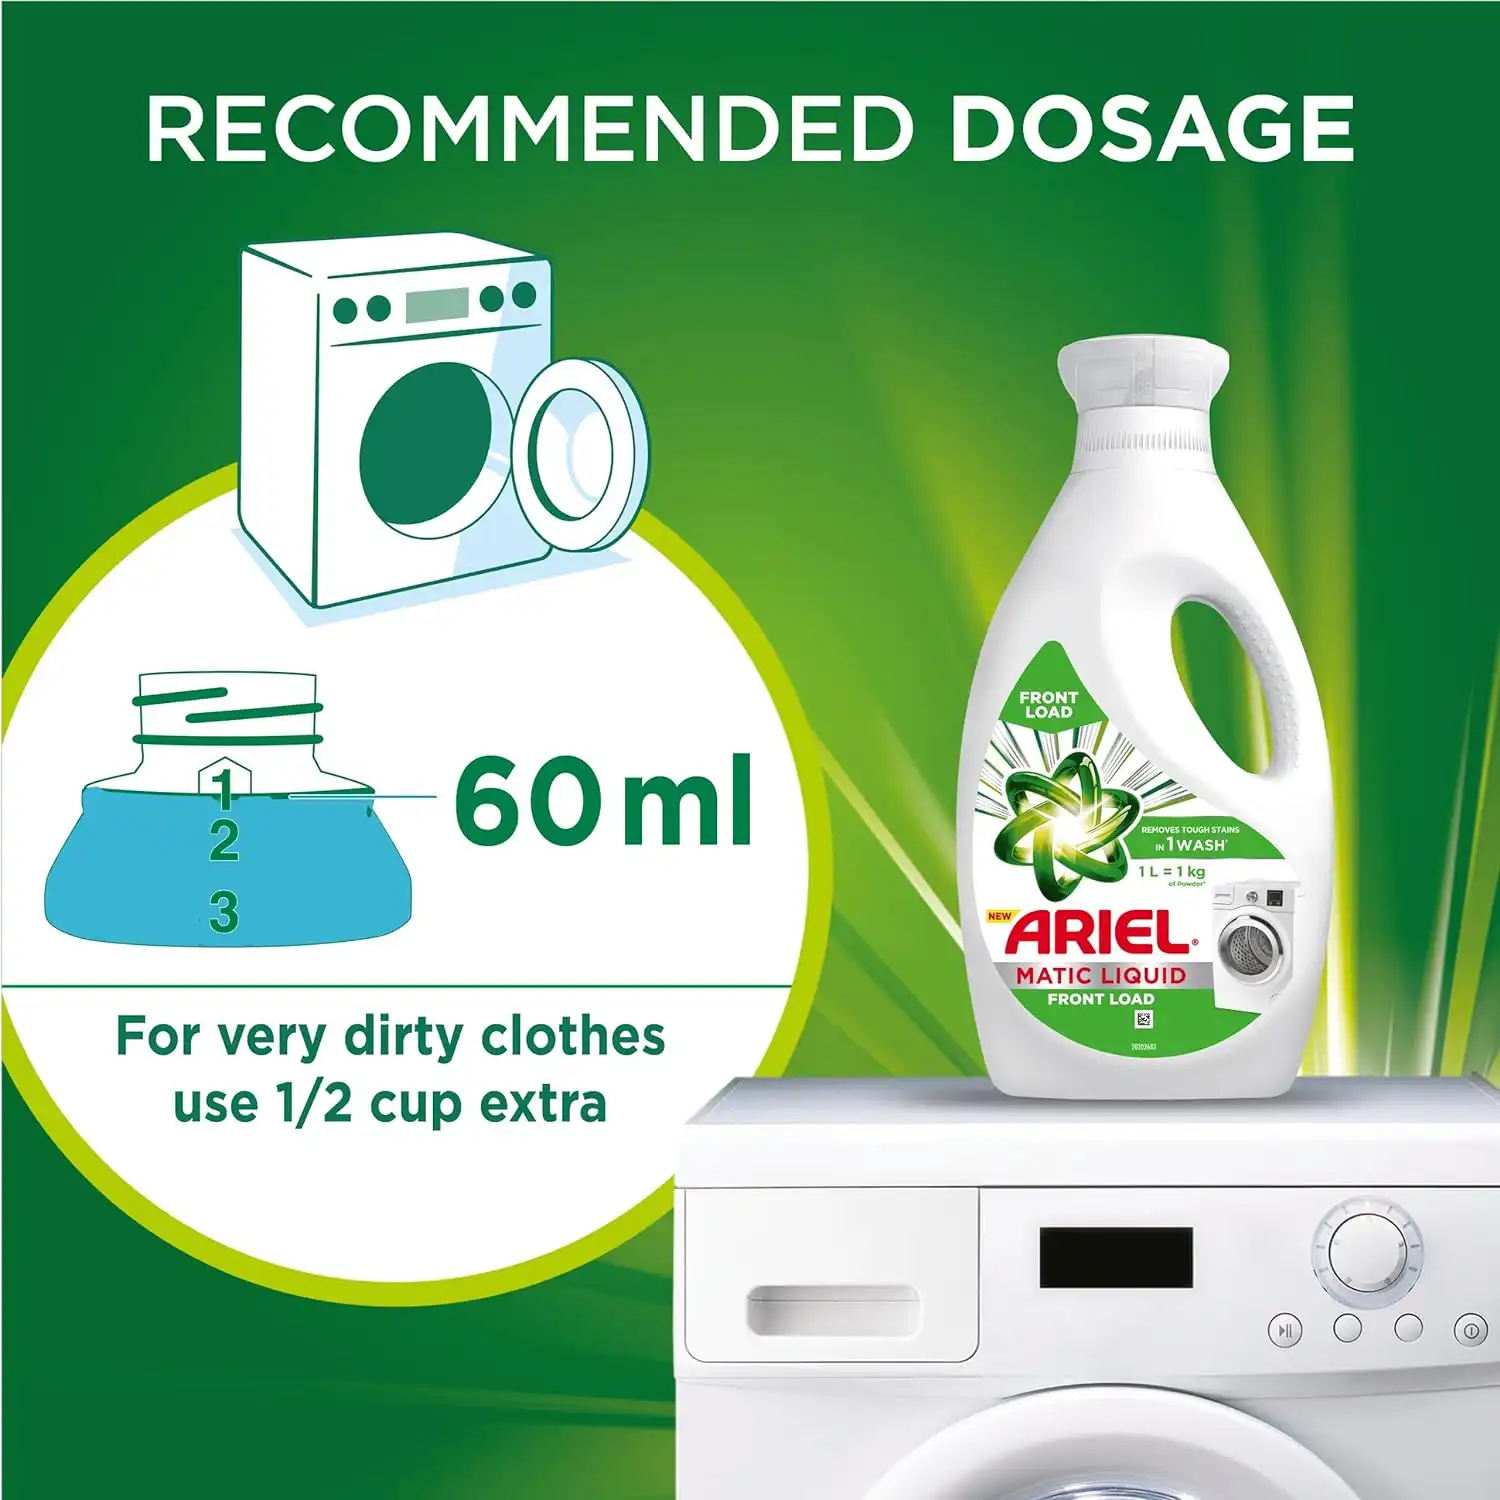 RECOMMENDED DOSAGE
1
2
3
60 ml
For very dirty clothes
use 1/2 cup extra
FRONT
LOAD
REMOVES TOUGH STAINS
IN 1 WASH*
1 L = 1 kg
of Powder*
NEW
ARIEL®
MATIC LIQUID
FRONT LOAD